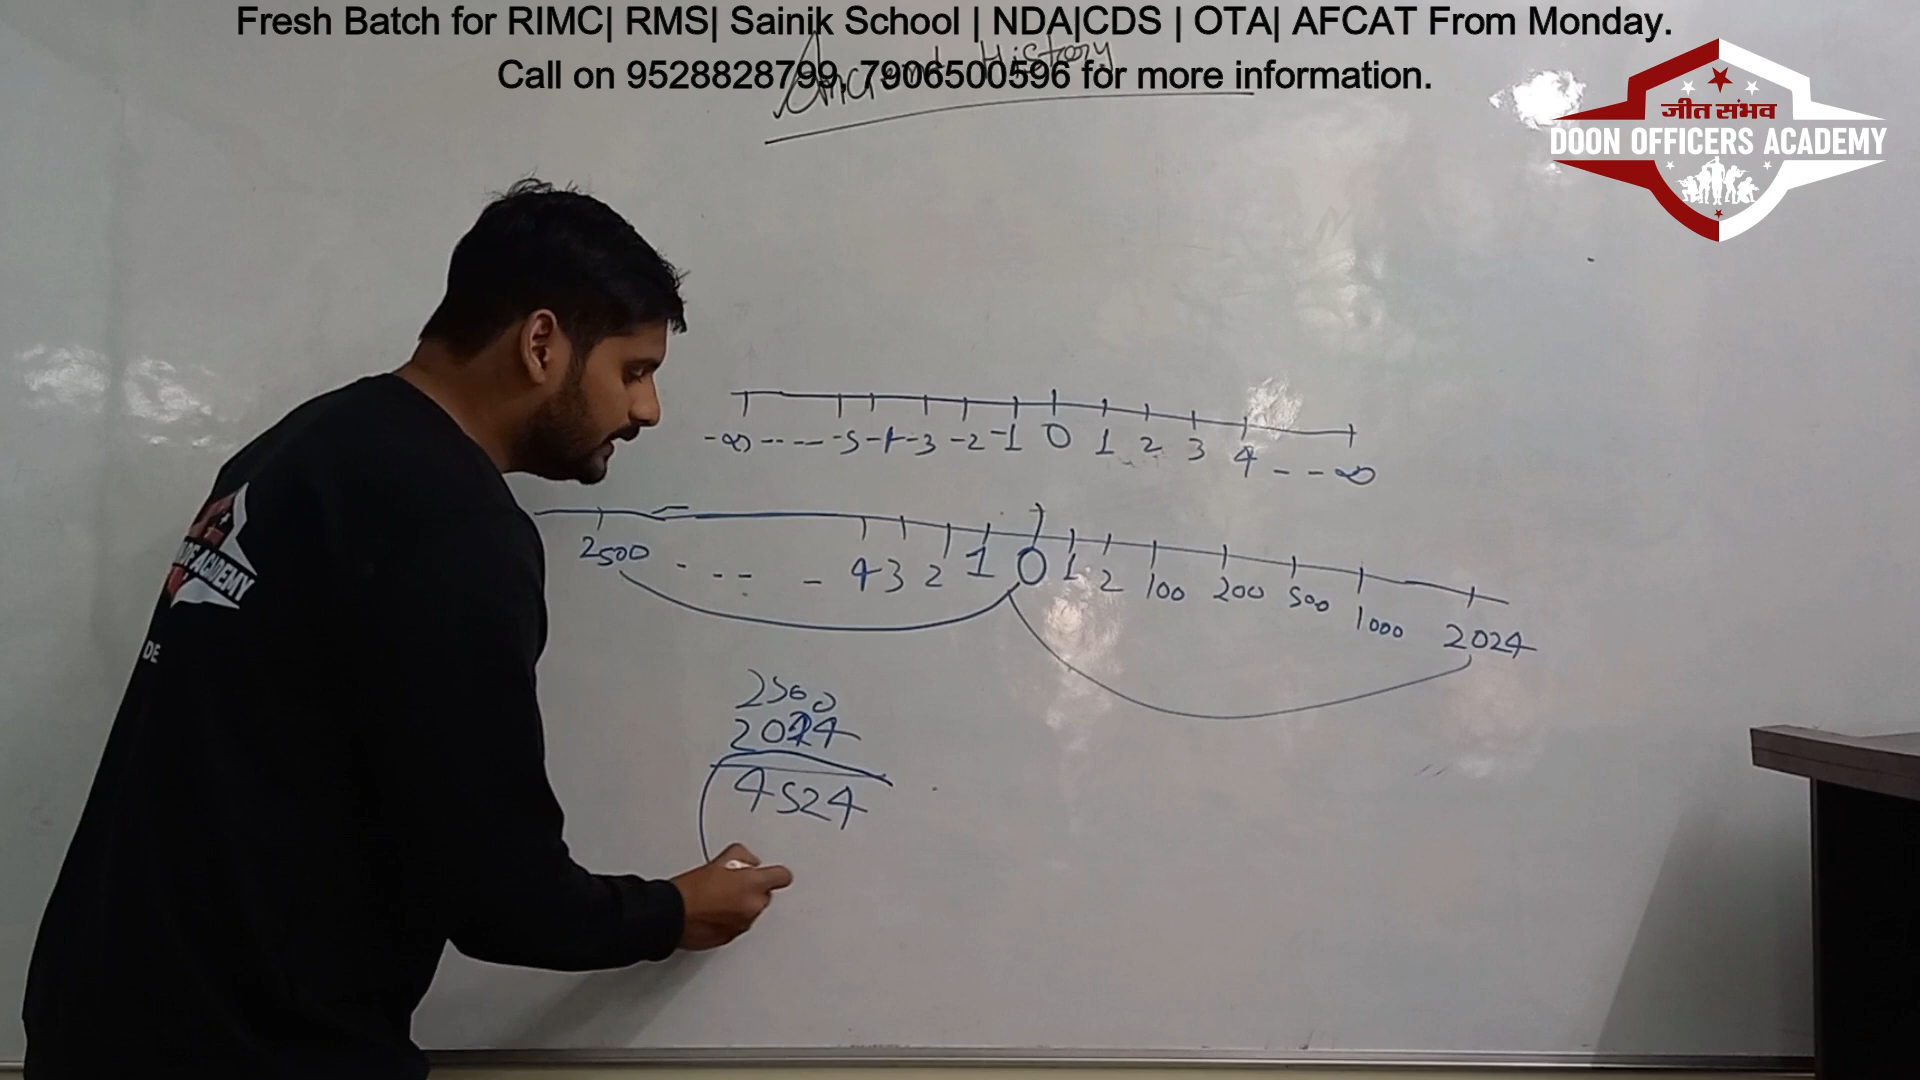 Fresh Batch for RIMC| RMS| Sainik School | NDA|CDS | OTA| AFCAT From Monday.
Call on 9528828799, 7906500596 for more information.
Ancient History
जीत संभव
DOON OFFICERS ACADEMY
-∞ ---- -5 -4 -3 -2 -1 0 1 2 3 4 -- ∞
2500 - --- - 4 3 2 1 0 1 2 100 200 500 1000 2024
2500
2024
4524
ACADEMY
DE